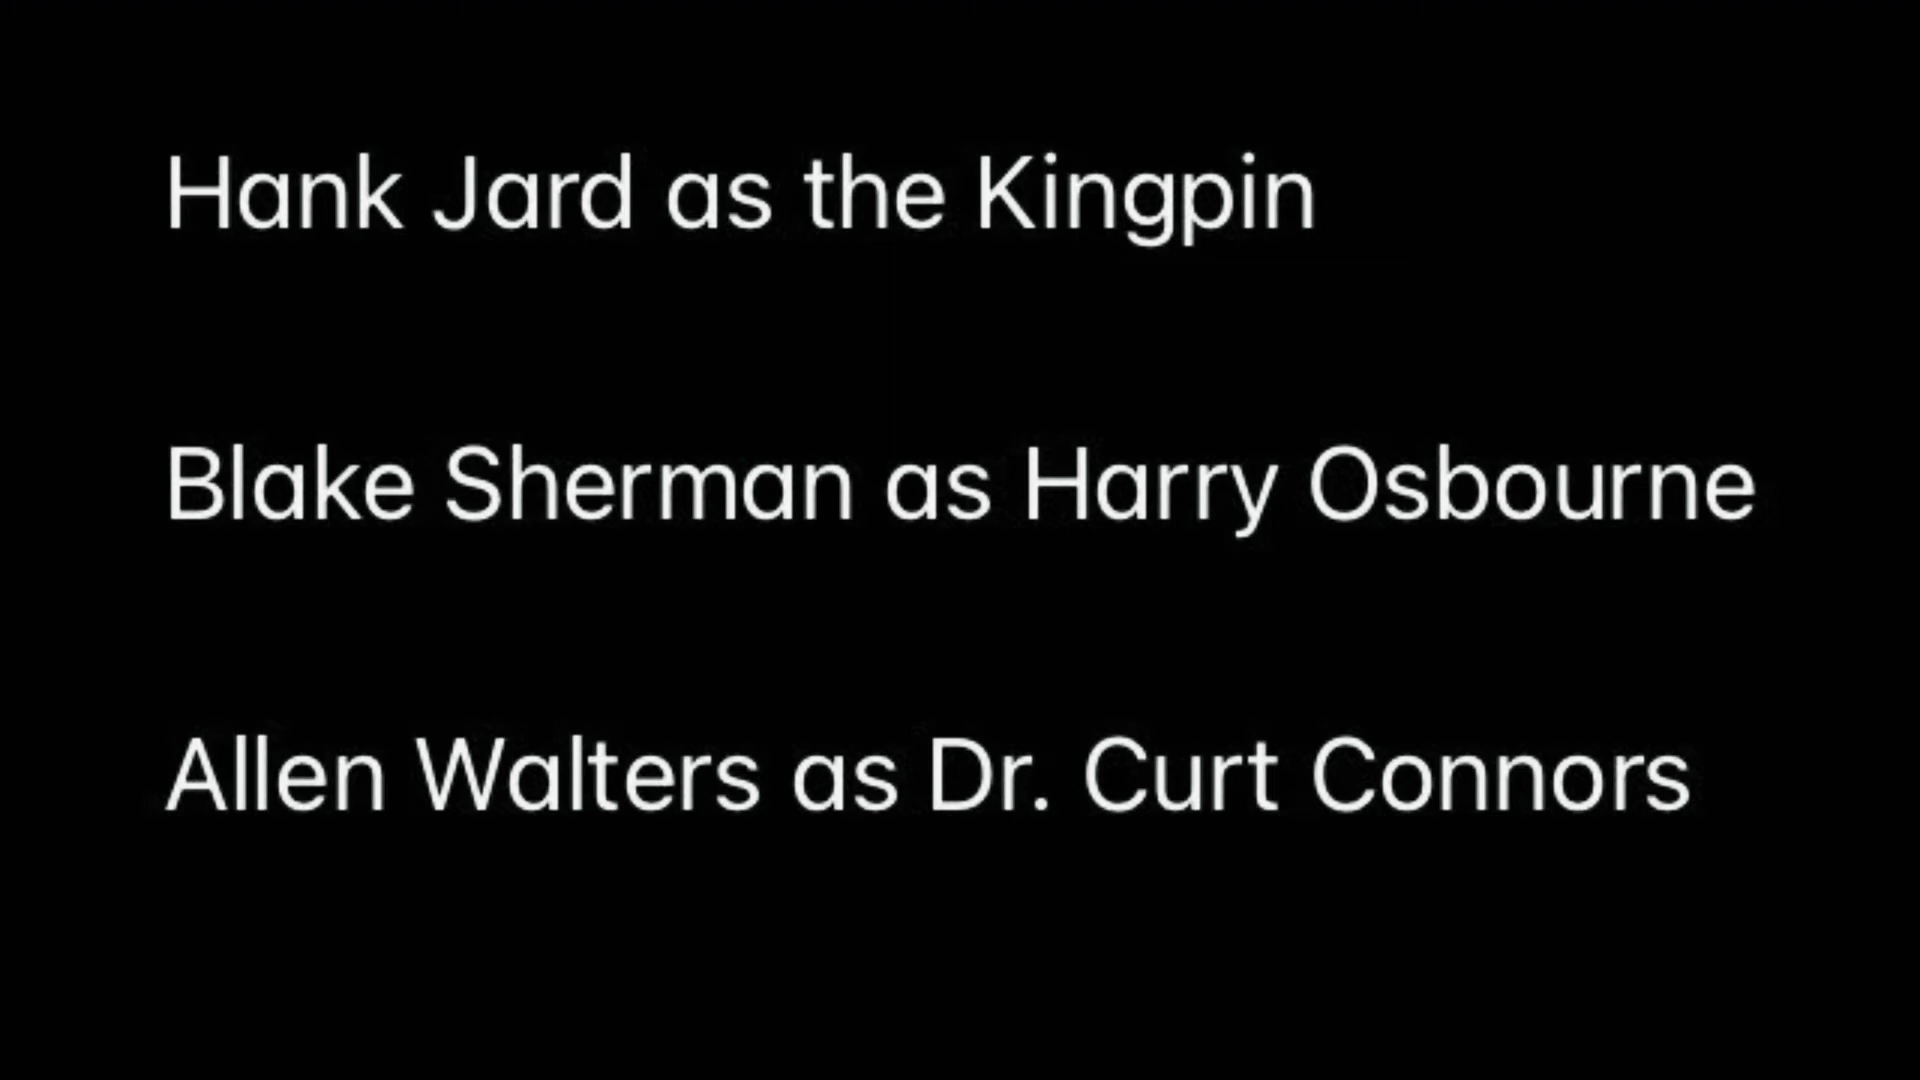 Hank Jard as the Kingpin
Blake Sherman as Harry Osbourne
Allen Walters as Dr. Curt Connors